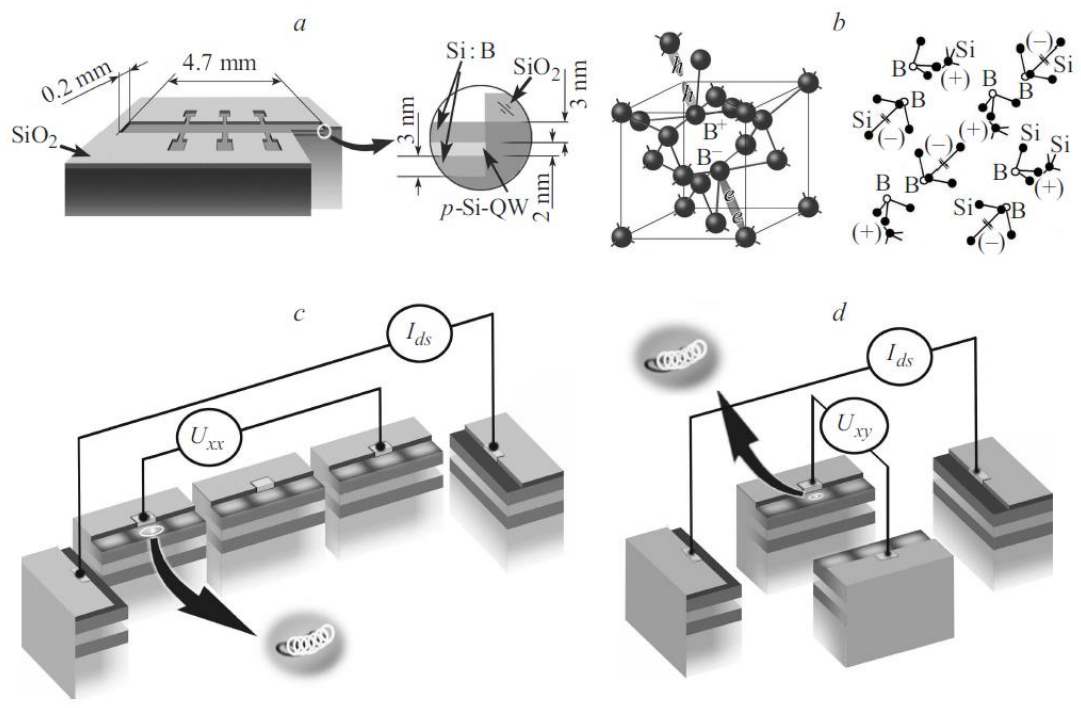 a
0.2 mm
4.7 mm
SiO2
Si : B
SiO2
3 nm
3 nm
2 nm
p-Si-QW
b
h
h
B+
B−
e
e
Si
(−)
B
(+)
B
Si
Si
B
(−)
(+)
Si
(−)
Si
B
B
B
(+)
Si
B
(+)
(−)
c
Ids
Uxx
d
Ids
Uxy